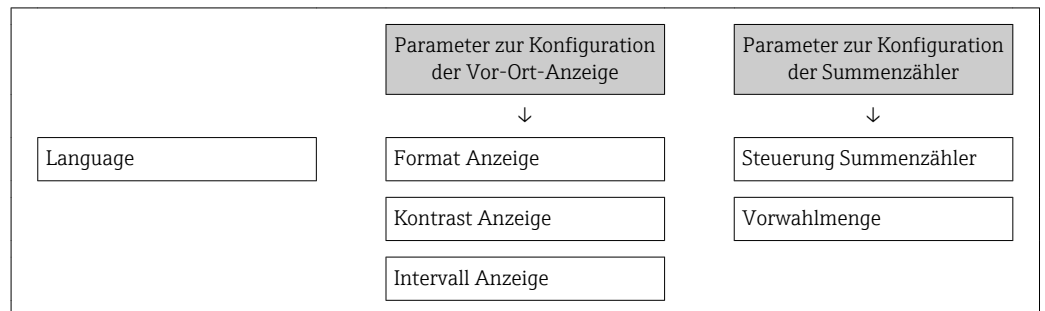 Parameter zur Konfiguration
der Vor-Ort-Anzeige
Parameter zur Konfiguration
der Summenzähler
↓
↓
Language
Format Anzeige
Steuerung Summenzähler
Kontrast Anzeige
Vorwahlmenge
Intervall Anzeige